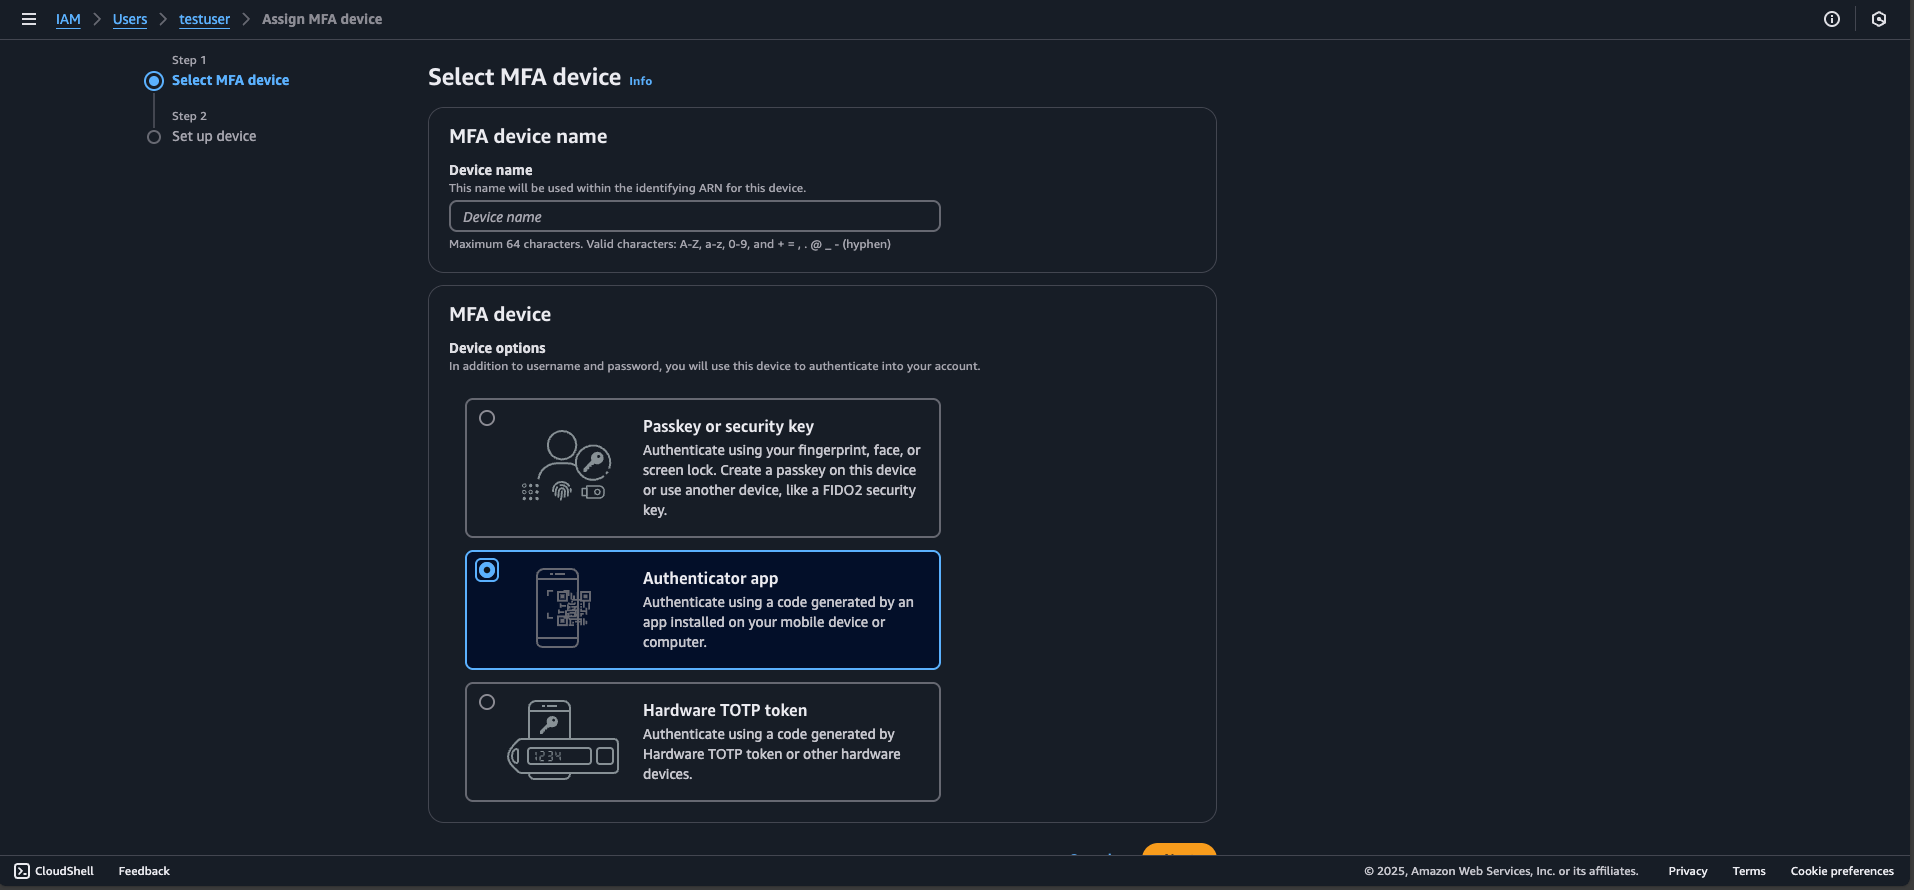 IAM
Users
testuser
Assign MFA device
Step 1
Select MFA device
Step 2
Set up device
Select MFA device Info
MFA device name
Device name
This name will be used within the identifying ARN for this device.
Device name
Maximum 64 characters. Valid characters: A-Z, a-z, 0-9, and + = , . @ _ - (hyphen)
MFA device
Device options
In addition to username and password, you will use this device to authenticate into your account.
Passkey or security key
Authenticate using your fingerprint, face, or
screen lock. Create a passkey on this device
or use another device, like a FIDO2 security
key.
Authenticator app
Authenticate using a code generated by an
app installed on your mobile device or
computer.
1234
Hardware TOTP token
Authenticate using a code generated by
Hardware TOTP token or other hardware
devices.
CloudShell
Feedback
© 2025, Amazon Web Services, Inc. or its affiliates.
Privacy
Terms
Cookie preferences